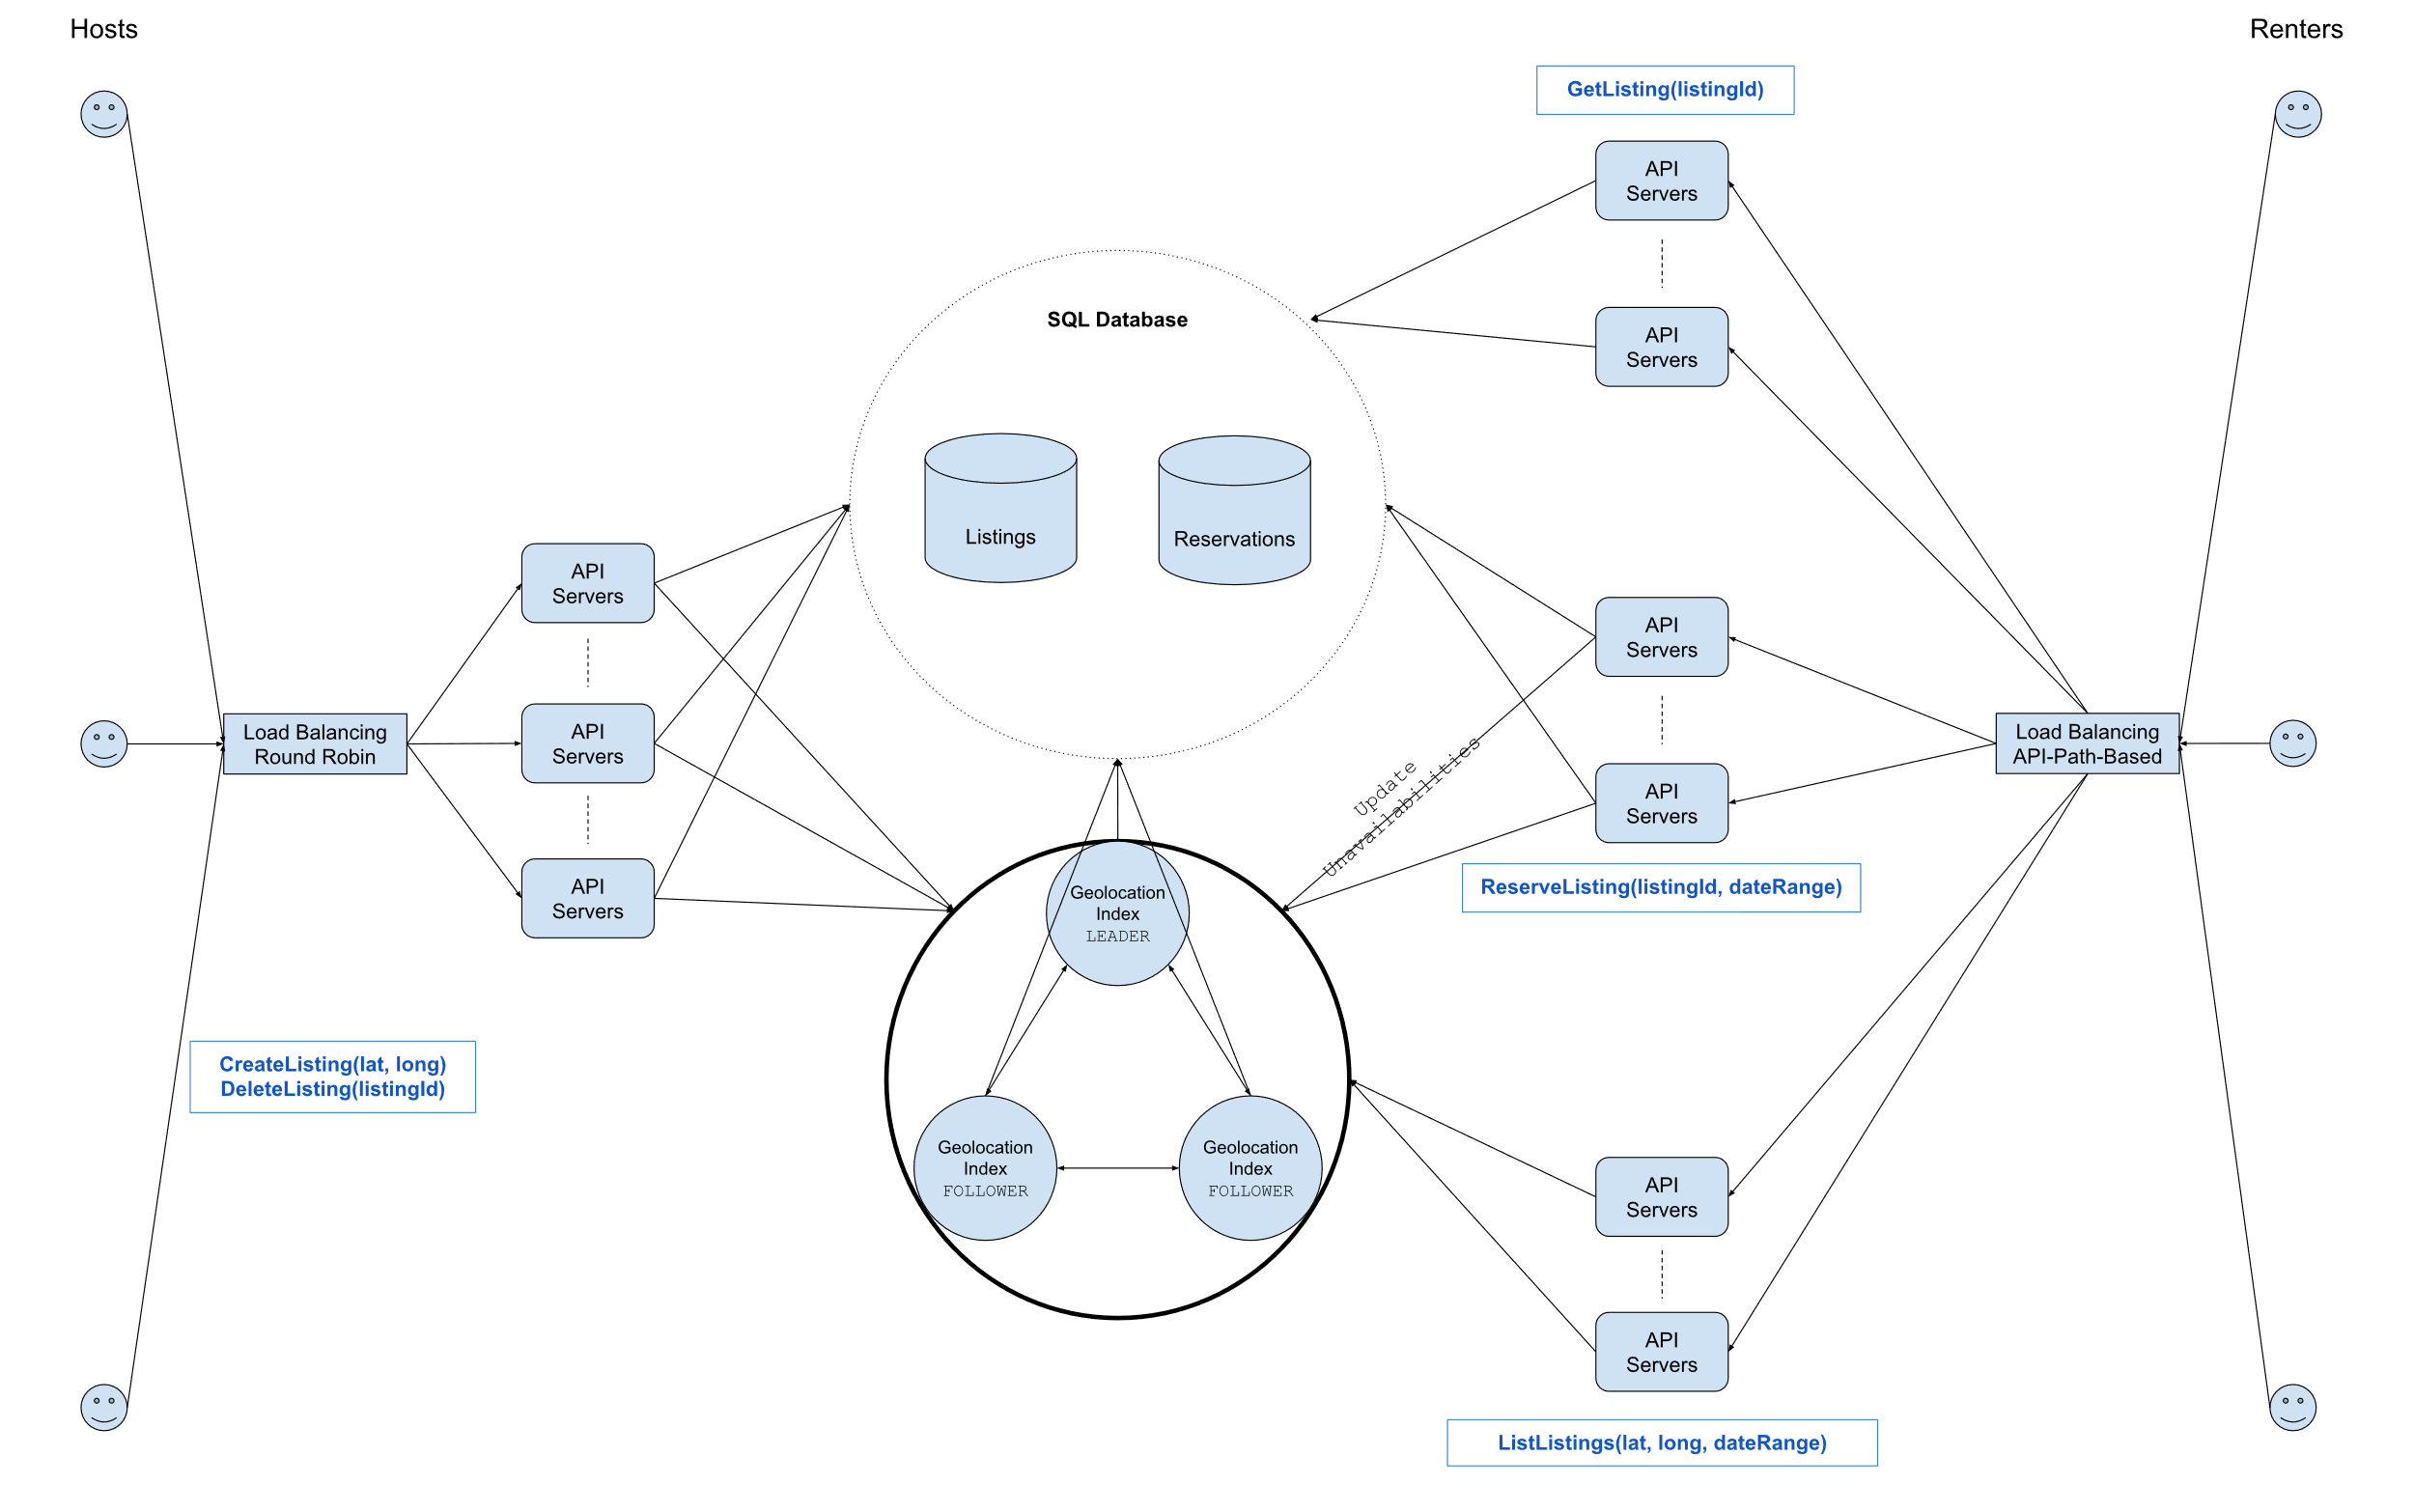 Hosts
Renters
GetListing(listingId)
API
Servers
API
Servers
SQL Database
Listings
Reservations
API
Servers
API
Servers
API
Servers
Load Balancing
Round Robin
API
Servers
API
Servers
Load Balancing
API-Path-Based
Update
Unavailabilities
ReserveListing(listingId, dateRange)
Geolocation
Index
LEADER
CreateListing(lat, long)
DeleteListing(listingId)
Geolocation
Index
FOLLOWER
Geolocation
Index
FOLLOWER
API
Servers
API
Servers
ListListings(lat, long, dateRange)